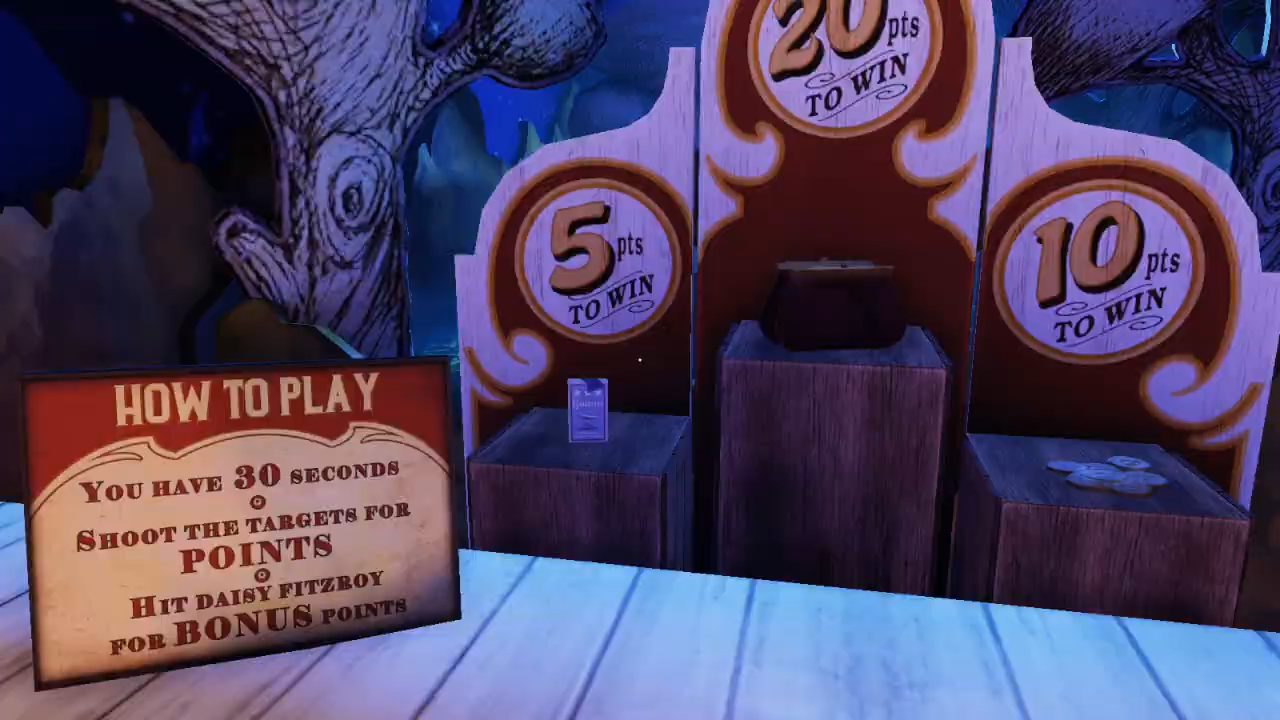 20 pts
TO WIN
5 pts
TO WIN
10 pts
TO WIN
HOW TO PLAY
YOU HAVE 30 SECONDS
SHOOT THE TARGETS FOR
POINTS
HIT DAISY FITZROY
FOR BONUS POINTS